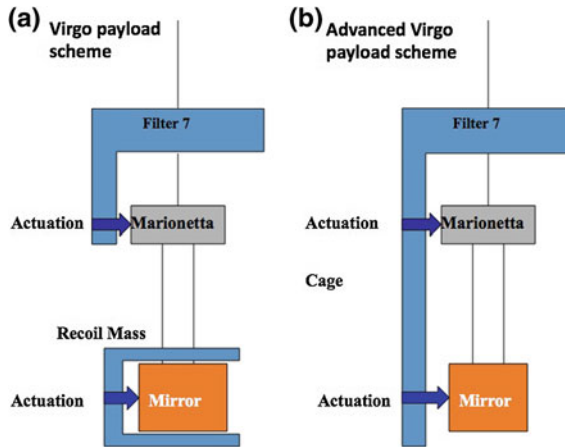 (a)
Virgo payload
scheme
Filter 7
Actuation
Marionetta
Recoil Mass
Actuation
Mirror
(b)
Advanced Virgo
payload scheme
Filter 7
Actuation
Marionetta
Cage
Actuation
Mirror